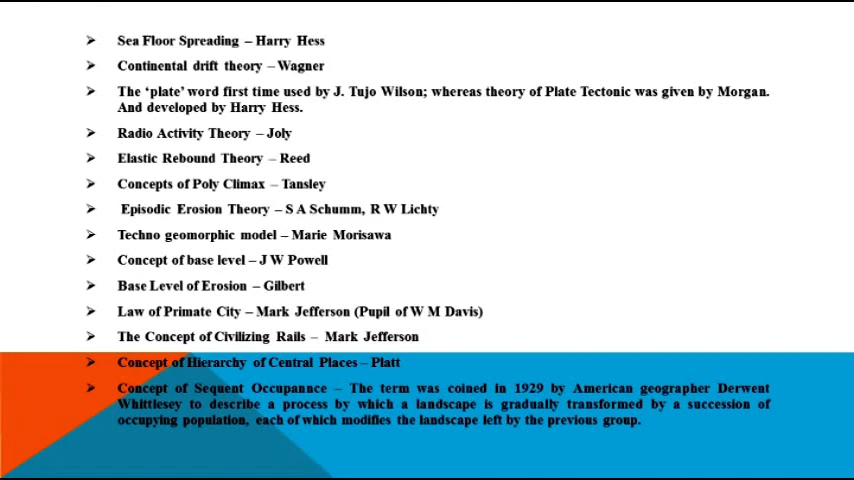 ➢ Sea Floor Spreading – Harry Hess
➢ Continental drift theory – Wagner
➢ The ‘plate’ word first time used by J. Tujo Wilson; whereas theory of Plate Tectonic was given by Morgan.
And developed by Harry Hess.
➢ Radio Activity Theory – Joly
➢ Elastic Rebound Theory – Reed
➢ Concepts of Poly Climax – Tansley
➢ Episodic Erosion Theory – S A Schumm, R W Lichty
➢ Techno geomorphic model – Marie Morisawa
➢ Concept of base level – J W Powell
➢ Base Level of Erosion – Gilbert
➢ Law of Primate City – Mark Jefferson (Pupil of W M Davis)
➢ The Concept of Civilizing Rails – Mark Jefferson
➢ Concept of Hierarchy of Central Places – Platt
➢ Concept of Sequent Occupannce – The term was coined in 1929 by American geographer Derwent
Whittlesey to describe a process by which a landscape is gradually transformed by a succession of
occupying population, each of which modifies the landscape left by the previous group.